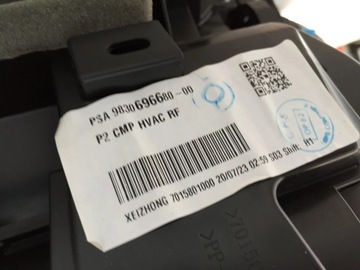 PSA 9830696680-00
P2 CMP HVAC RF
XEIZHONG 7015801000 20/07/23 02:59 S03 Shift H1-